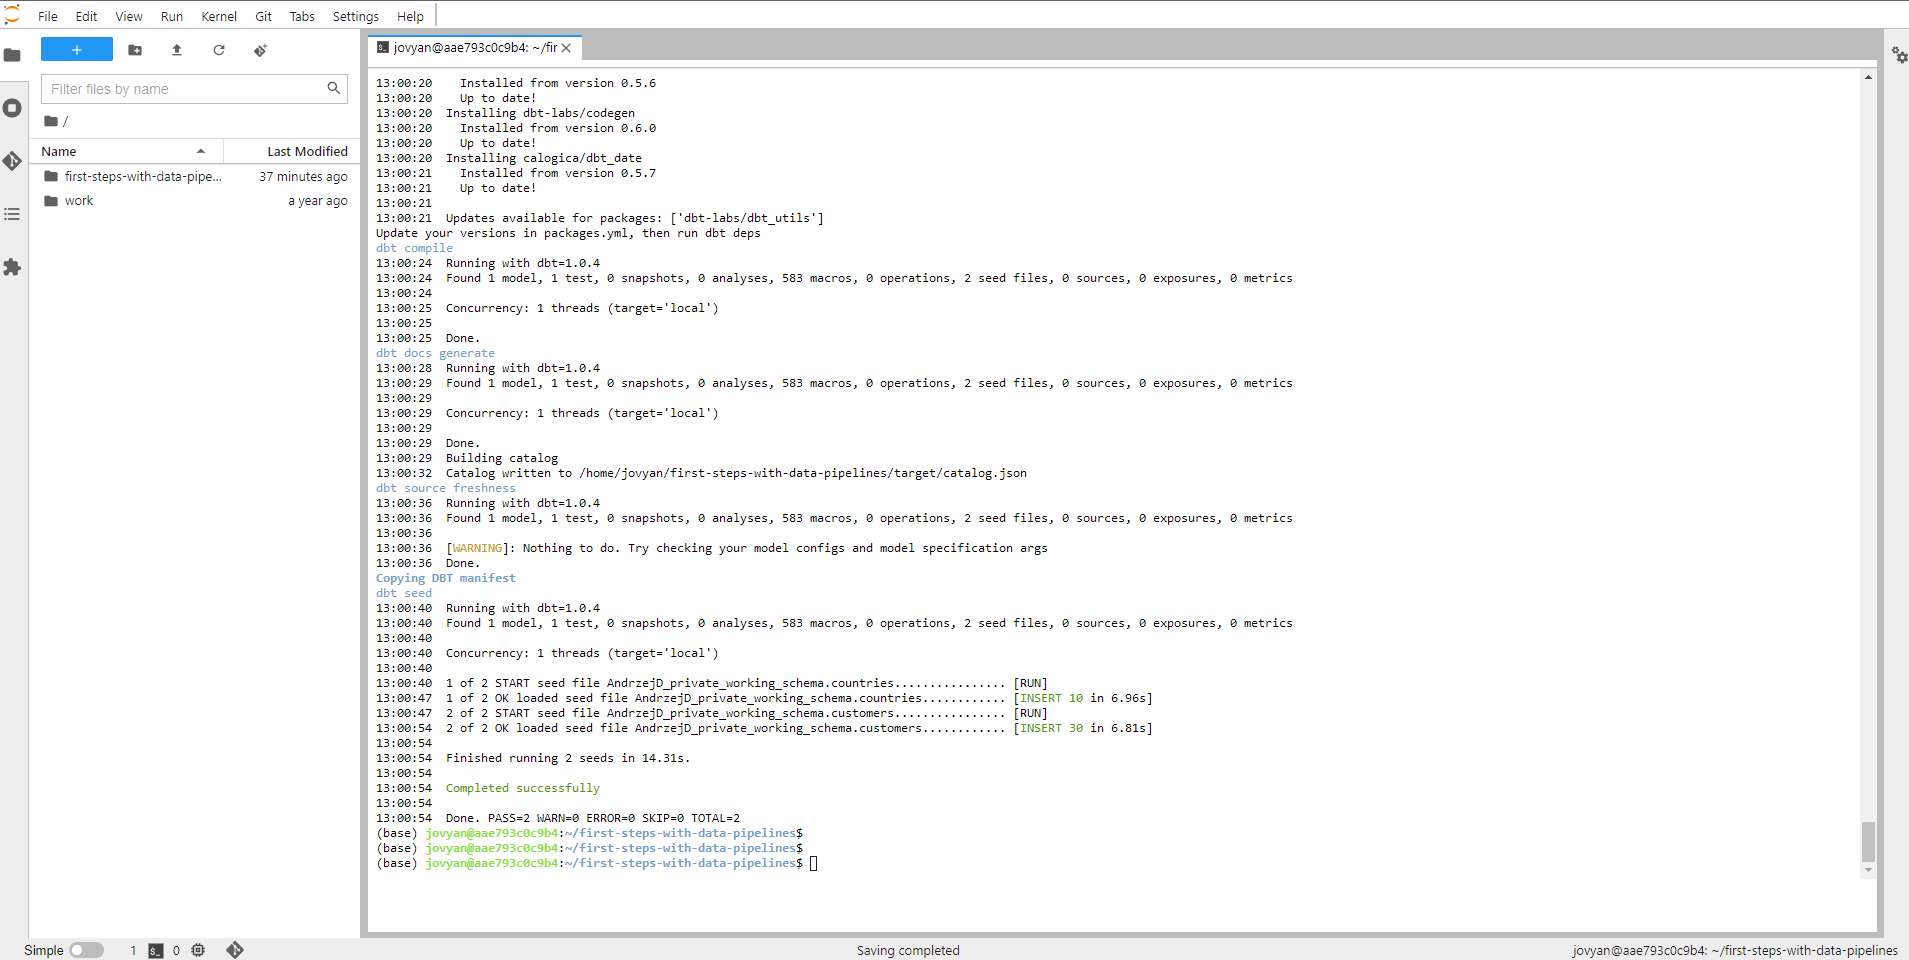 File Edit View Run Kernel Git Tabs Settings Help
+
Filter files by name
/
Name Last Modified
first-steps-with-data-pipe... 37 minutes ago
work a year ago
jovyan@aae793c0c9b4: ~/fir
13:00:20 Installed from version 0.5.6
13:00:20 Up to date!
13:00:20 Installing dbt-labs/codegen
13:00:20 Installed from version 0.6.0
13:00:20 Up to date!
13:00:20 Installing calogica/dbt_date
13:00:21 Installed from version 0.5.7
13:00:21 Up to date!
13:00:21
13:00:21 Updates available for packages: ['dbt-labs/dbt_utils']
Update your versions in packages.yml, then run dbt deps
dbt compile
13:00:24 Running with dbt=1.0.4
13:00:24 Found 1 model, 1 test, 0 snapshots, 0 analyses, 583 macros, 0 operations, 2 seed files, 0 sources, 0 exposures, 0 metrics
13:00:24
13:00:25 Concurrency: 1 threads (target='local')
13:00:25
13:00:25 Done.
dbt docs generate
13:00:28 Running with dbt=1.0.4
13:00:29 Found 1 model, 1 test, 0 snapshots, 0 analyses, 583 macros, 0 operations, 2 seed files, 0 sources, 0 exposures, 0 metrics
13:00:29
13:00:29 Concurrency: 1 threads (target='local')
13:00:29
13:00:29 Done.
13:00:29 Building catalog
13:00:32 Catalog written to /home/jovyan/first-steps-with-data-pipelines/target/catalog.json
dbt source freshness
13:00:36 Running with dbt=1.0.4
13:00:36 Found 1 model, 1 test, 0 snapshots, 0 analyses, 583 macros, 0 operations, 2 seed files, 0 sources, 0 exposures, 0 metrics
13:00:36
13:00:36 [WARNING]: Nothing to do. Try checking your model configs and model specification args
13:00:36 Done.
Copying DBT manifest
dbt seed
13:00:40 Running with dbt=1.0.4
13:00:40 Found 1 model, 1 test, 0 snapshots, 0 analyses, 583 macros, 0 operations, 2 seed files, 0 sources, 0 exposures, 0 metrics
13:00:40
13:00:40 Concurrency: 1 threads (target='local')
13:00:40
13:00:40 1 of 2 START seed file AndrzejD_private_working_schema.countries................ [RUN]
13:00:47 1 of 2 OK loaded seed file AndrzejD_private_working_schema.countries............ [INSERT 10 in 6.96s]
13:00:47 2 of 2 START seed file AndrzejD_private_working_schema.customers................ [RUN]
13:00:54 2 of 2 OK loaded seed file AndrzejD_private_working_schema.customers............ [INSERT 30 in 6.81s]
13:00:54
13:00:54 Finished running 2 seeds in 14.31s.
13:00:54
13:00:54 Completed successfully
13:00:54
13:00:54 Done. PASS=2 WARN=0 ERROR=0 SKIP=0 TOTAL=2
(base) jovyan@aae793c0c9b4:~/first-steps-with-data-pipelines$
(base) jovyan@aae793c0c9b4:~/first-steps-with-data-pipelines$
(base) jovyan@aae793c0c9b4:~/first-steps-with-data-pipelines$
Simple 1 0 Saving completed jovyan@aae793c0c9b4: ~/first-steps-with-data-pipelines